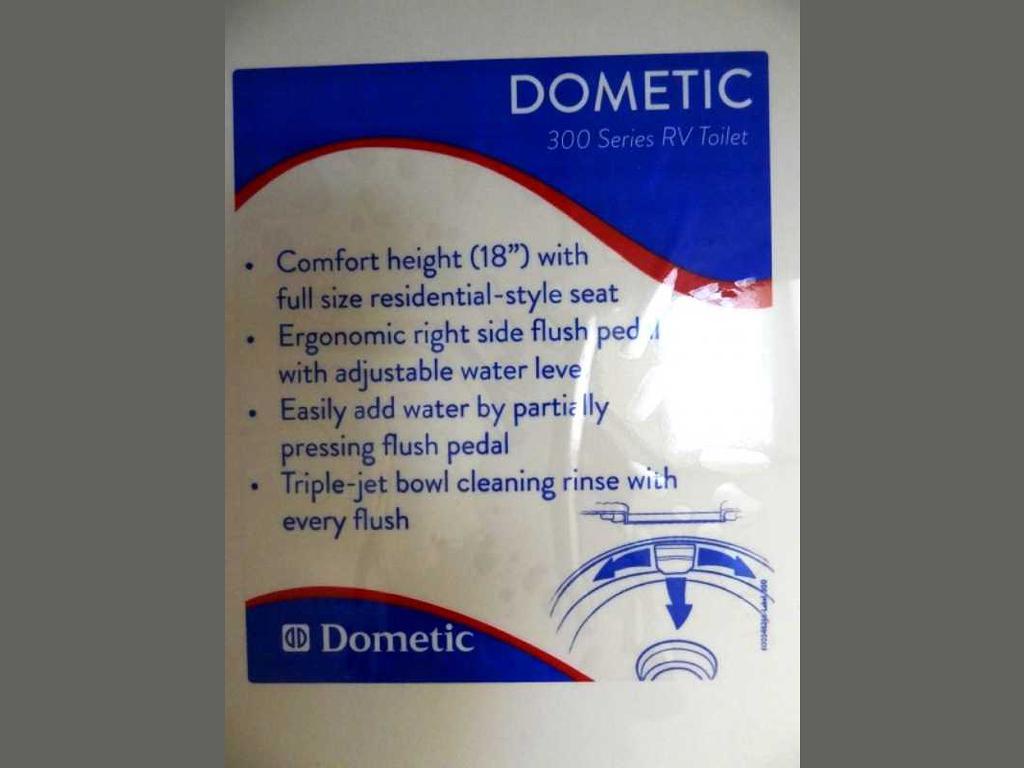 DOMETIC
300 Series RV Toilet
• Comfort height (18”) with
full size residential-style seat
• Ergonomic right side flush pedal
with adjustable water level
• Easily add water by partially
pressing flush pedal
• Triple-jet bowl cleaning rinse with
every flush
Dometic